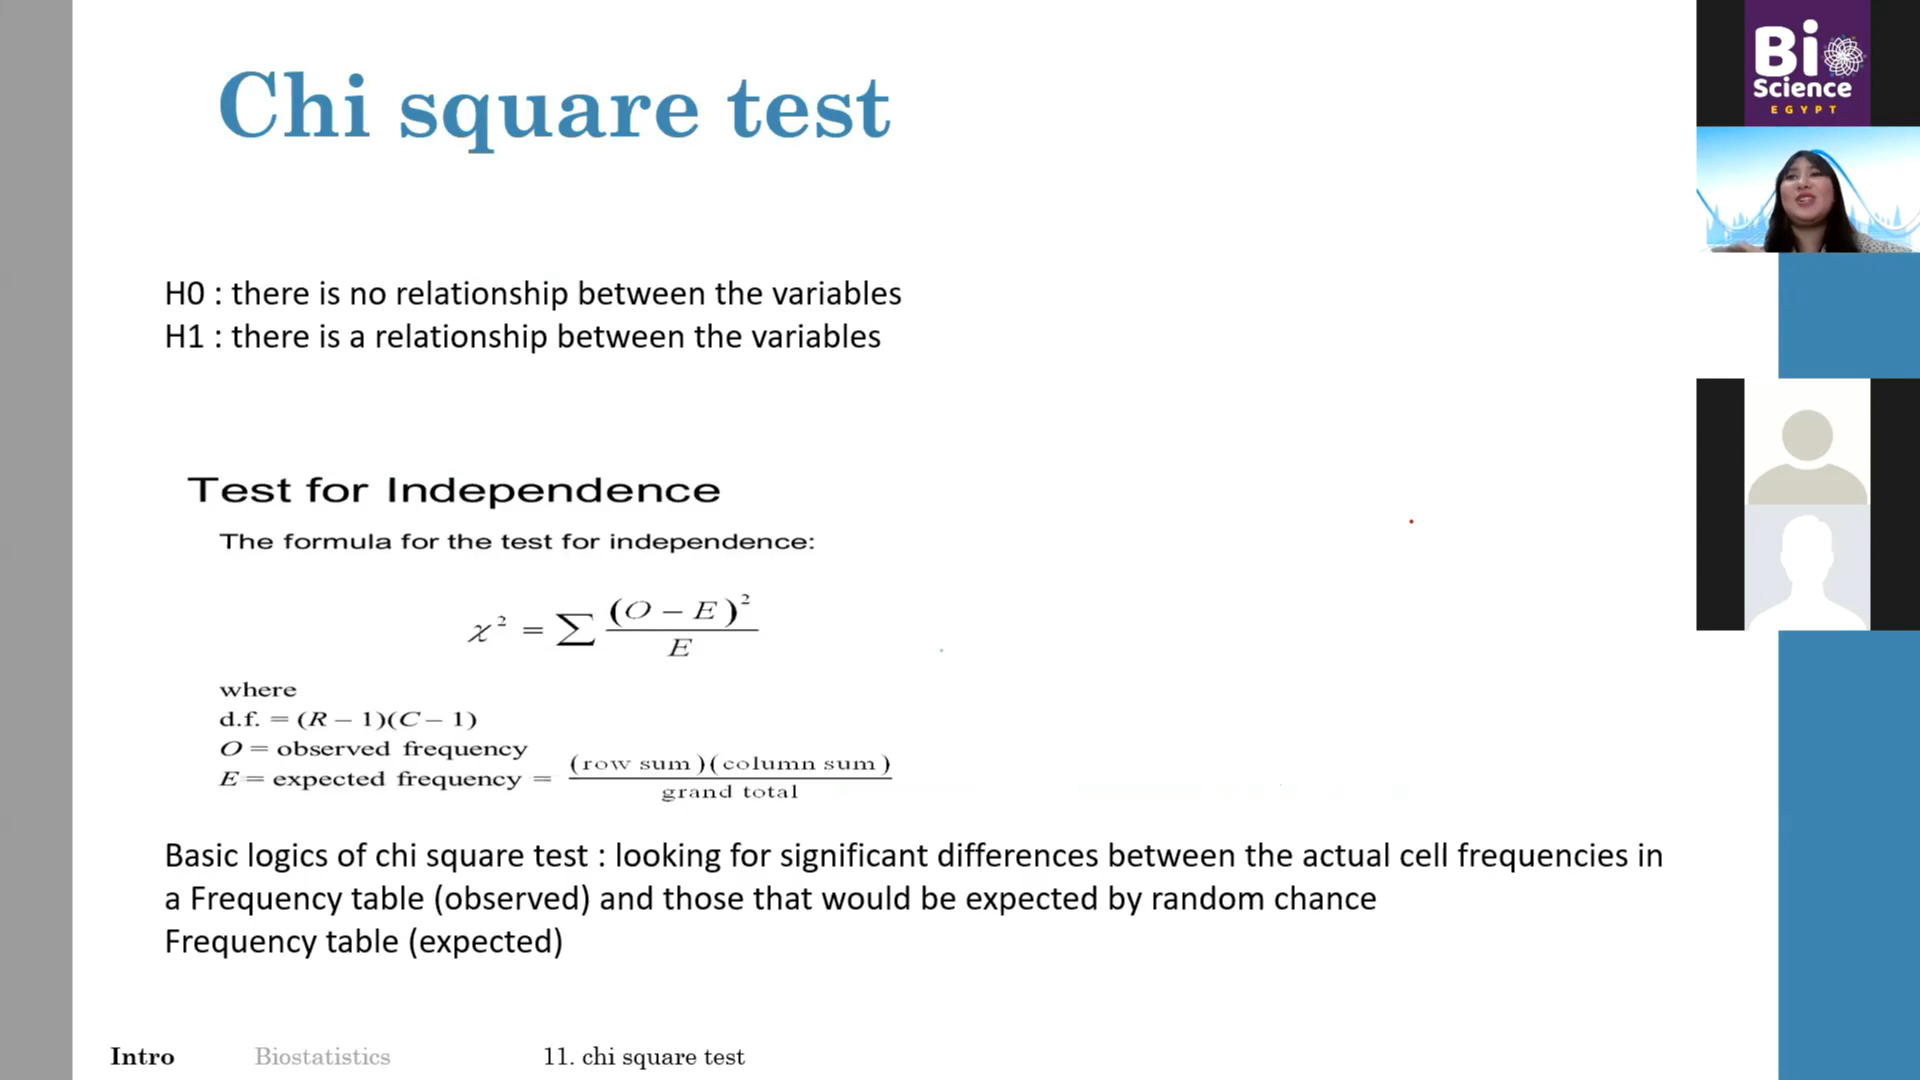 Chi square test
Bi
Science
EGYPT
H0 : there is no relationship between the variables
H1 : there is a relationship between the variables
Test for Independence
The formula for the test for independence:
χ² = ∑ (O − E)² / E
where
d.f. = (R − 1)(C − 1)
O = observed frequency
E = expected frequency = (row sum)(column sum) / grand total
Basic logics of chi square test : looking for significant differences between the actual cell frequencies in
a Frequency table (observed) and those that would be expected by random chance
Frequency table (expected)
Intro Biostatistics 11. chi square test